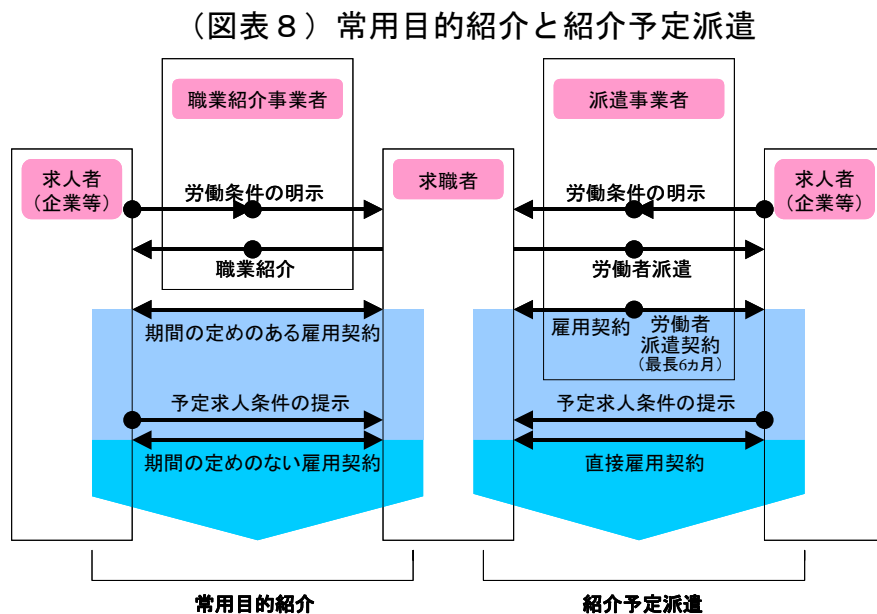 （図表８）常用目的紹介と紹介予定派遣
職業紹介事業者
派遣事業者
求人者
（企業等）
求職者
求人者
（企業等）
労働条件の明示
労働条件の明示
職業紹介
労働者派遣
期間の定めのある雇用契約
雇用契約
労働者
派遣契約
（最長6ヵ月）
予定求人条件の提示
予定求人条件の提示
期間の定めのない雇用契約
直接雇用契約
常用目的紹介
紹介予定派遣